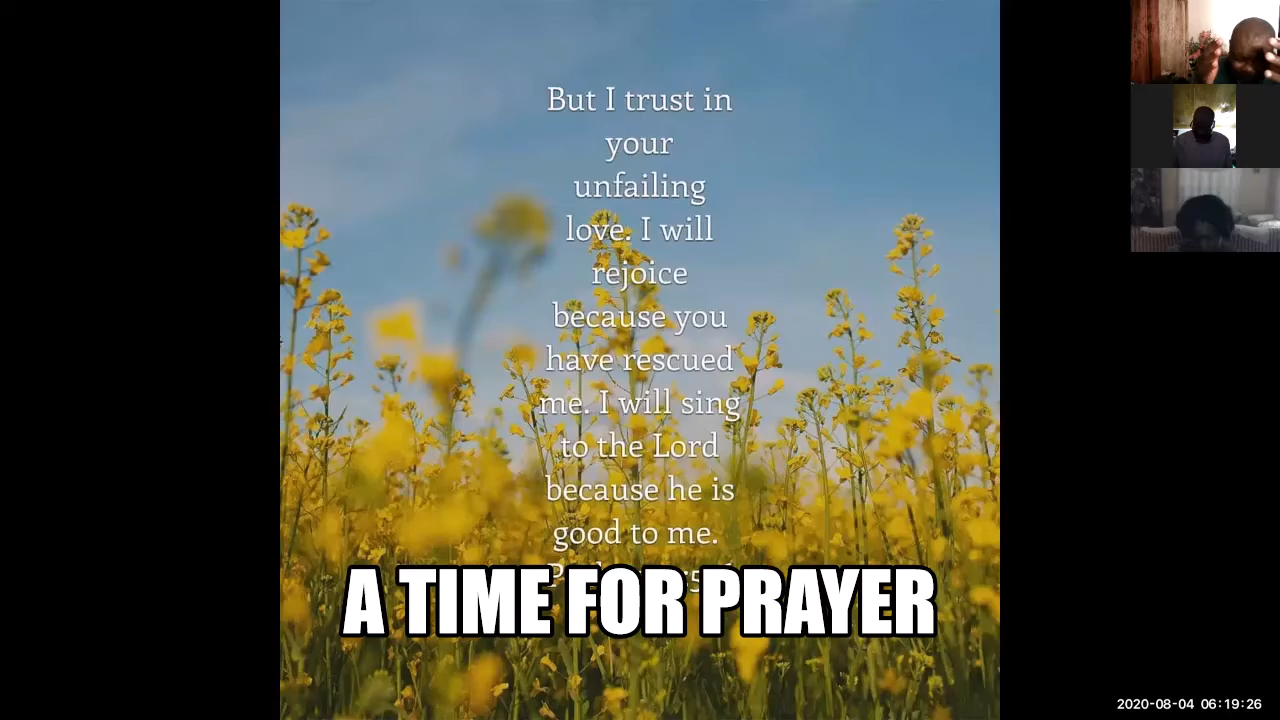 But I trust in
your
unfailing
love. I will
rejoice
because you
have rescued
me. I will sing
to the Lord
because he is
good to me.
A TIME FOR PRAYER
2020-08-04 06:19:26